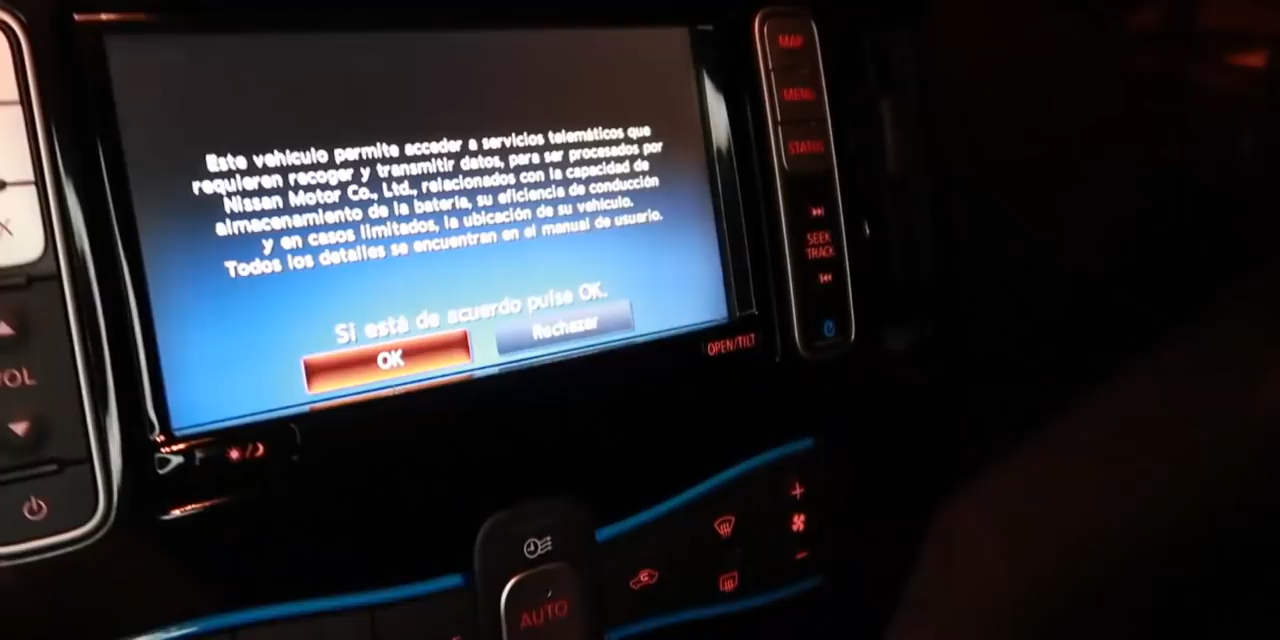 Este vehículo permite acceder a servicios telemáticos que
requieren recoger y transmitir datos, para ser procesados por
Nissan Motor Co., Ltd., relacionados con la capacidad de
almacenamiento de la batería, su eficiencia de conducción
y en casos limitados, la ubicación de su vehículo.
Todos los detalles se encuentran en el manual de usuario.
Si está de acuerdo pulse OK.
OK
Rechazar
MAP
MENU
STATUS
SEEK
TRACK
OPEN/TILT
VOL
AUTO